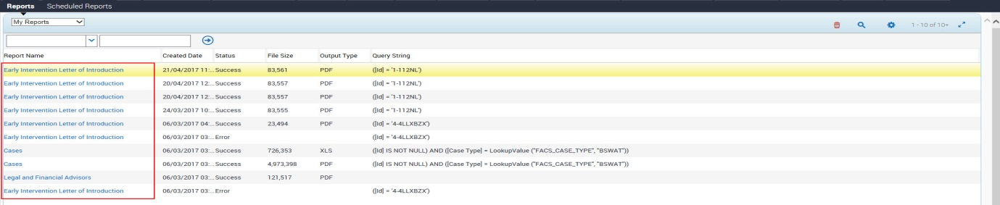 Reports Scheduled Reports
My Reports 1 - 10 of 10+
Report Name Created Date Status File Size Output Type Query String
Early Intervention Letter of Introduction 21/04/2017 11:... Success 83,561 PDF ([Id] = '1-112NL')
Early Intervention Letter of Introduction 20/04/2017 12:... Success 83,557 PDF ([Id] = '1-112NL')
Early Intervention Letter of Introduction 20/04/2017 12:... Success 83,557 PDF ([Id] = '1-112NL')
Early Intervention Letter of Introduction 24/03/2017 10:... Success 83,555 PDF ([Id] = '1-112NL')
Early Intervention Letter of Introduction 06/03/2017 04:... Success 23,494 PDF ([Id] = '4-4LLXBZX')
Early Intervention Letter of Introduction 06/03/2017 03:... Error ([Id] = '4-4LLXBZX')
Cases 06/03/2017 03:... Success 726,353 XLS ([Id] IS NOT NULL) AND ([Case Type] = LookupValue ("FACS_CASE_TYPE", "BSWAT"))
Cases 06/03/2017 03:... Success 4,973,398 PDF ([Id] IS NOT NULL) AND ([Case Type] = LookupValue ("FACS_CASE_TYPE", "BSWAT"))
Legal and Financial Advisors 06/03/2017 03:... Success 121,517 PDF
Early Intervention Letter of Introduction 06/03/2017 03:... Error ([Id] = '4-4LLXBZX')